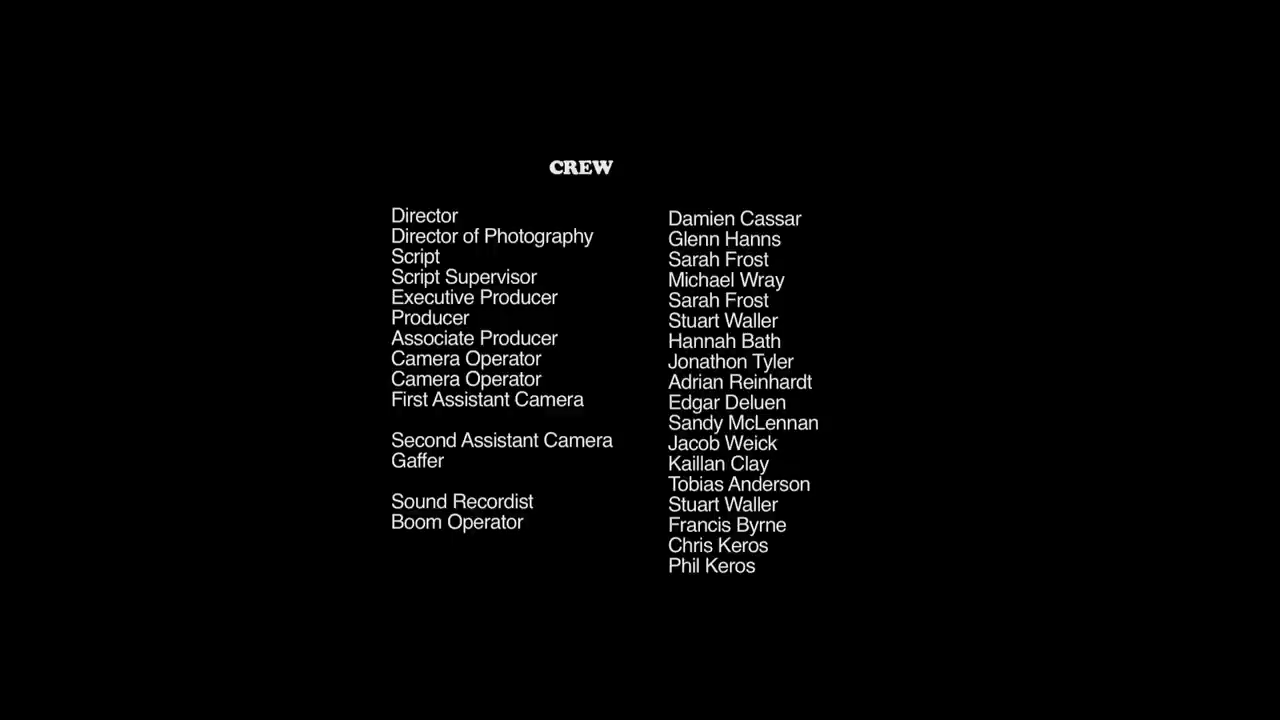 CREW
Director Damien Cassar
Director of Photography Glenn Hanns
Script Sarah Frost
Script Supervisor Michael Wray
Executive Producer Sarah Frost
Producer Stuart Waller
Associate Producer Hannah Bath
Camera Operator Jonathon Tyler
Camera Operator Adrian Reinhardt
First Assistant Camera Edgar Deluen
Sandy McLennan
Second Assistant Camera Jacob Weick
Gaffer Kaillan Clay
Tobias Anderson
Sound Recordist Stuart Waller
Boom Operator Francis Byrne
Chris Keros
Phil Keros